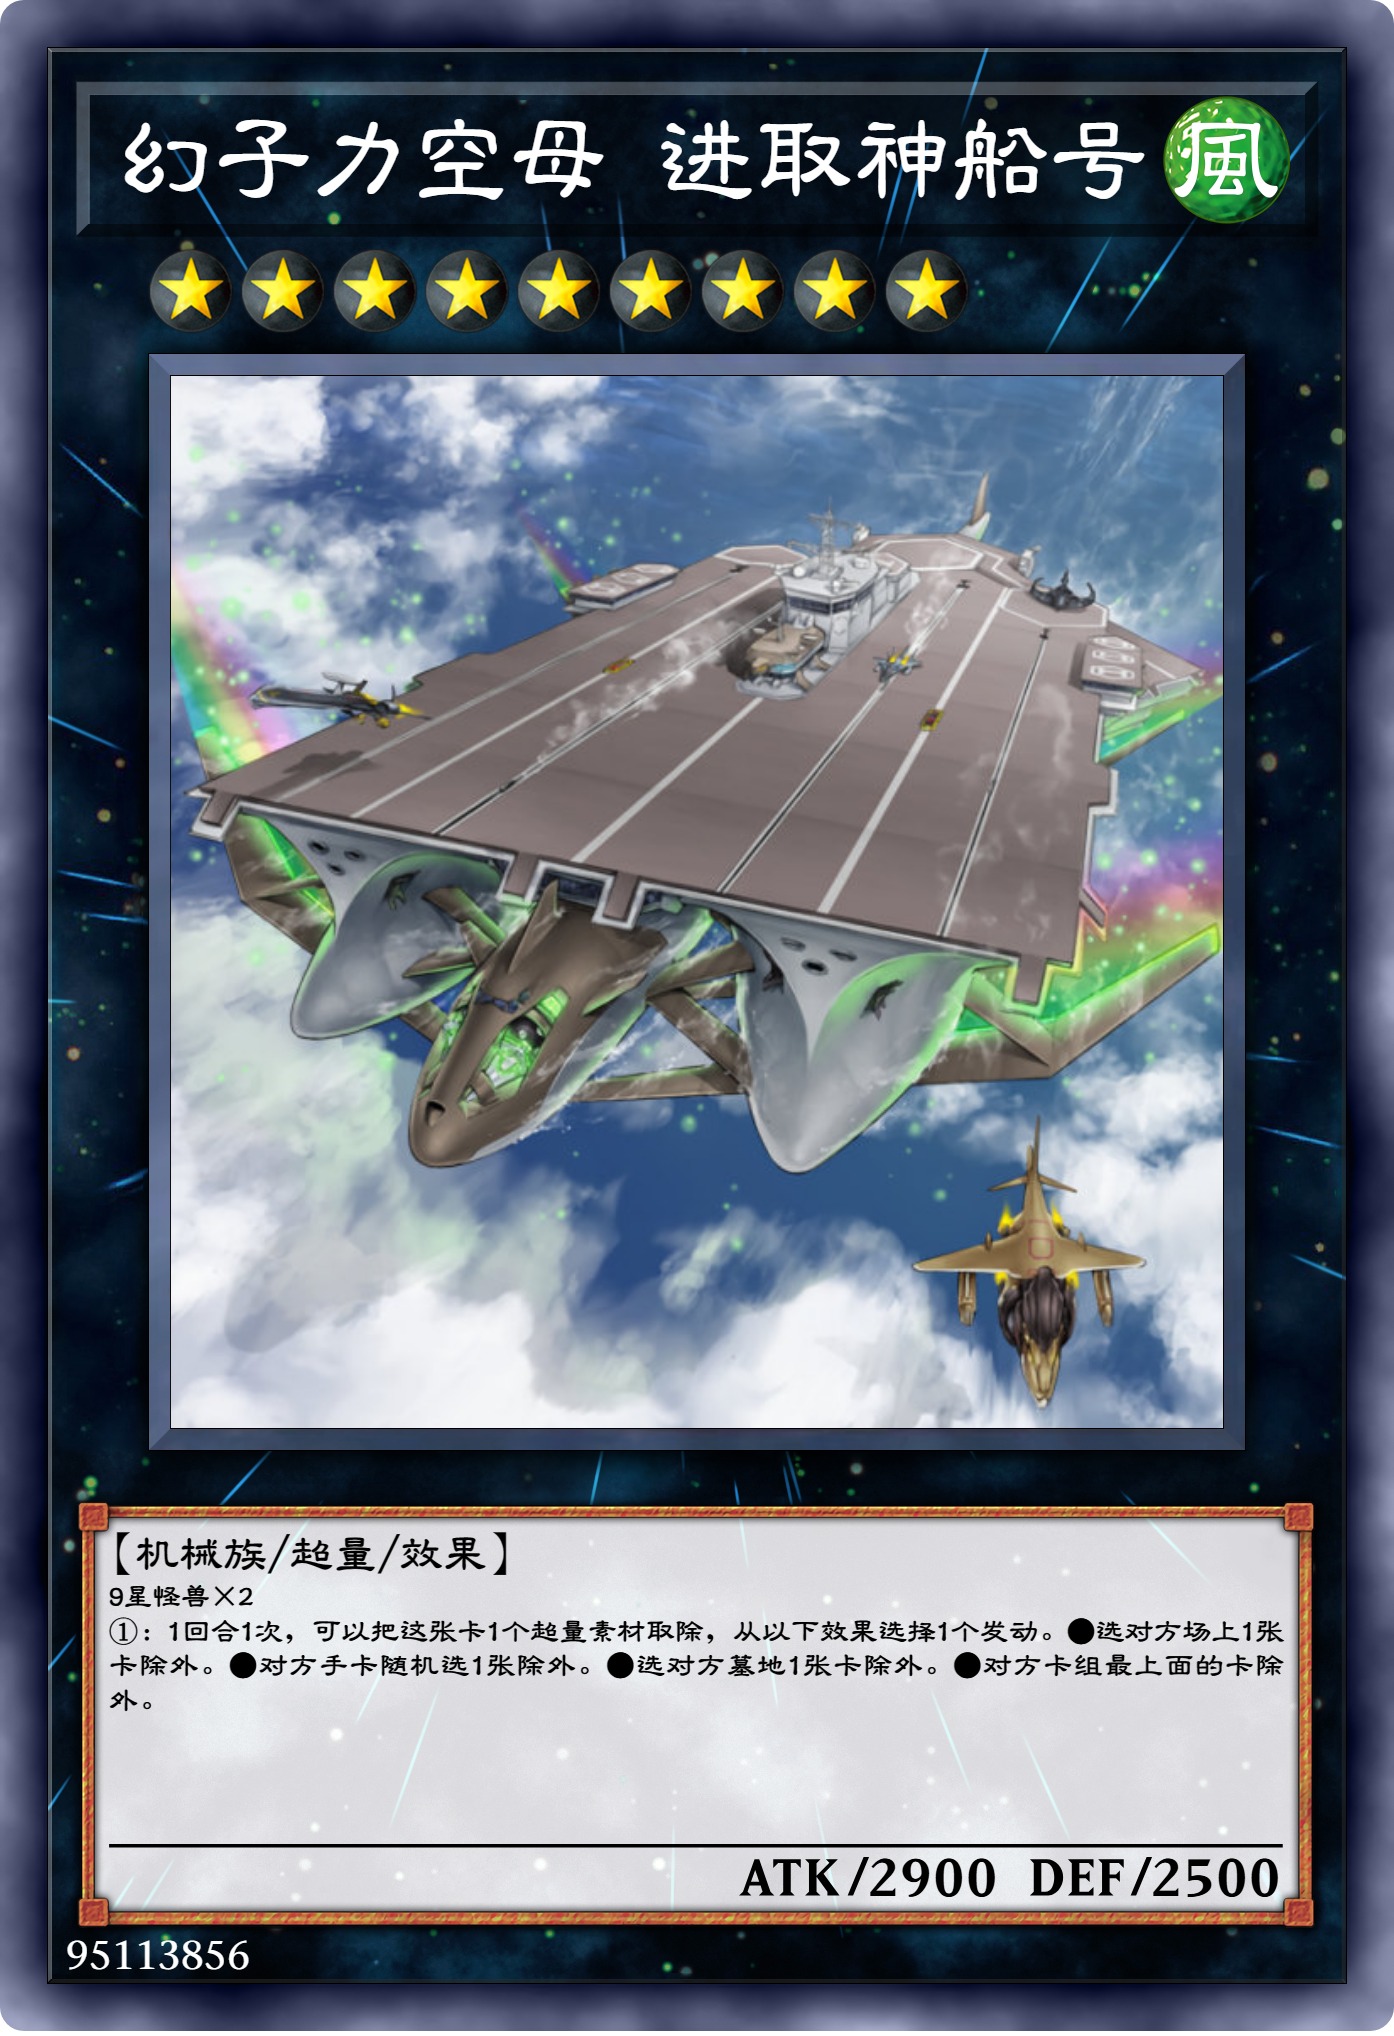 幻子力空母 进取神船号 風
【机械族/超量/效果】
9星怪兽×2
①：1回合1次，可以把这张卡1个超量素材取除，从以下效果选择1个发动。●选对方场上1张
卡除外。●对方手卡随机选1张除外。●选对方墓地1张卡除外。●对方卡组最上面的卡除
外。
ATK/2900 DEF/2500
95113856